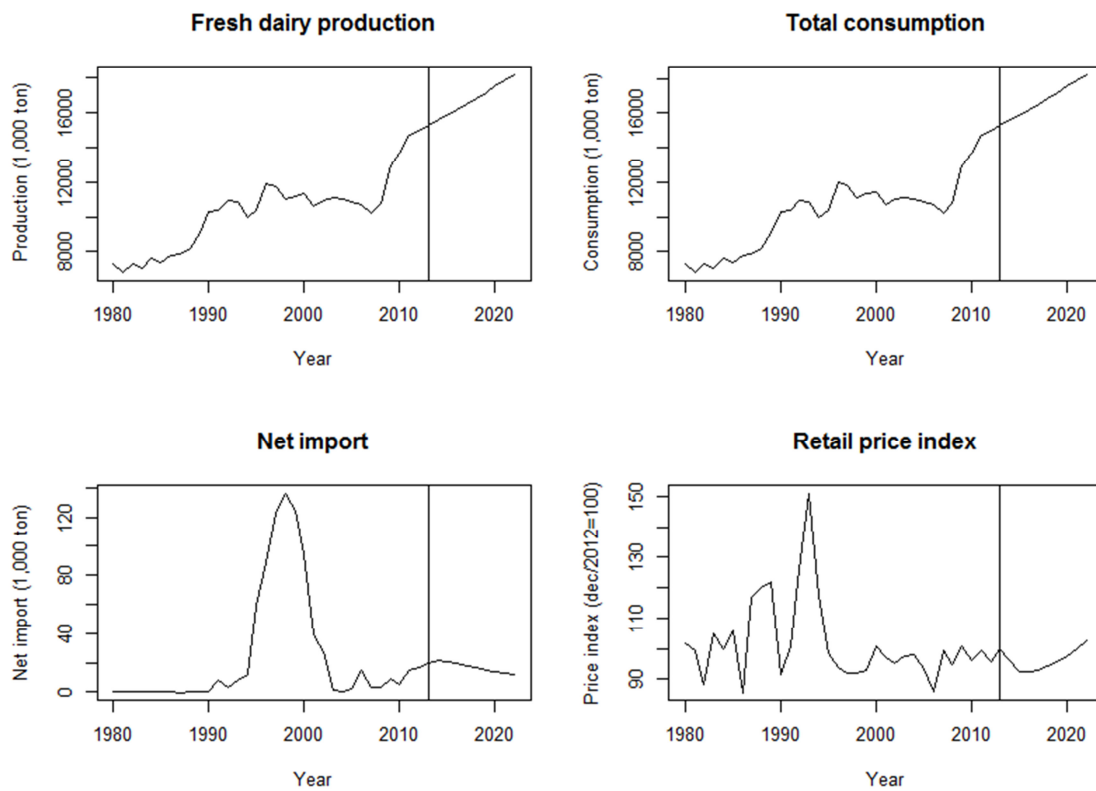 Fresh dairy production
Production (1,000 ton)
16000
12000
8000
1980 1990 2000 2010 2020
Year
Total consumption
Consumption (1,000 ton)
16000
12000
8000
1980 1990 2000 2010 2020
Year
Net import
Net import (1,000 ton)
120
80
40
0
1980 1990 2000 2010 2020
Year
Retail price index
Price index (dec/2012=100)
150
130
110
90
1980 1990 2000 2010 2020
Year